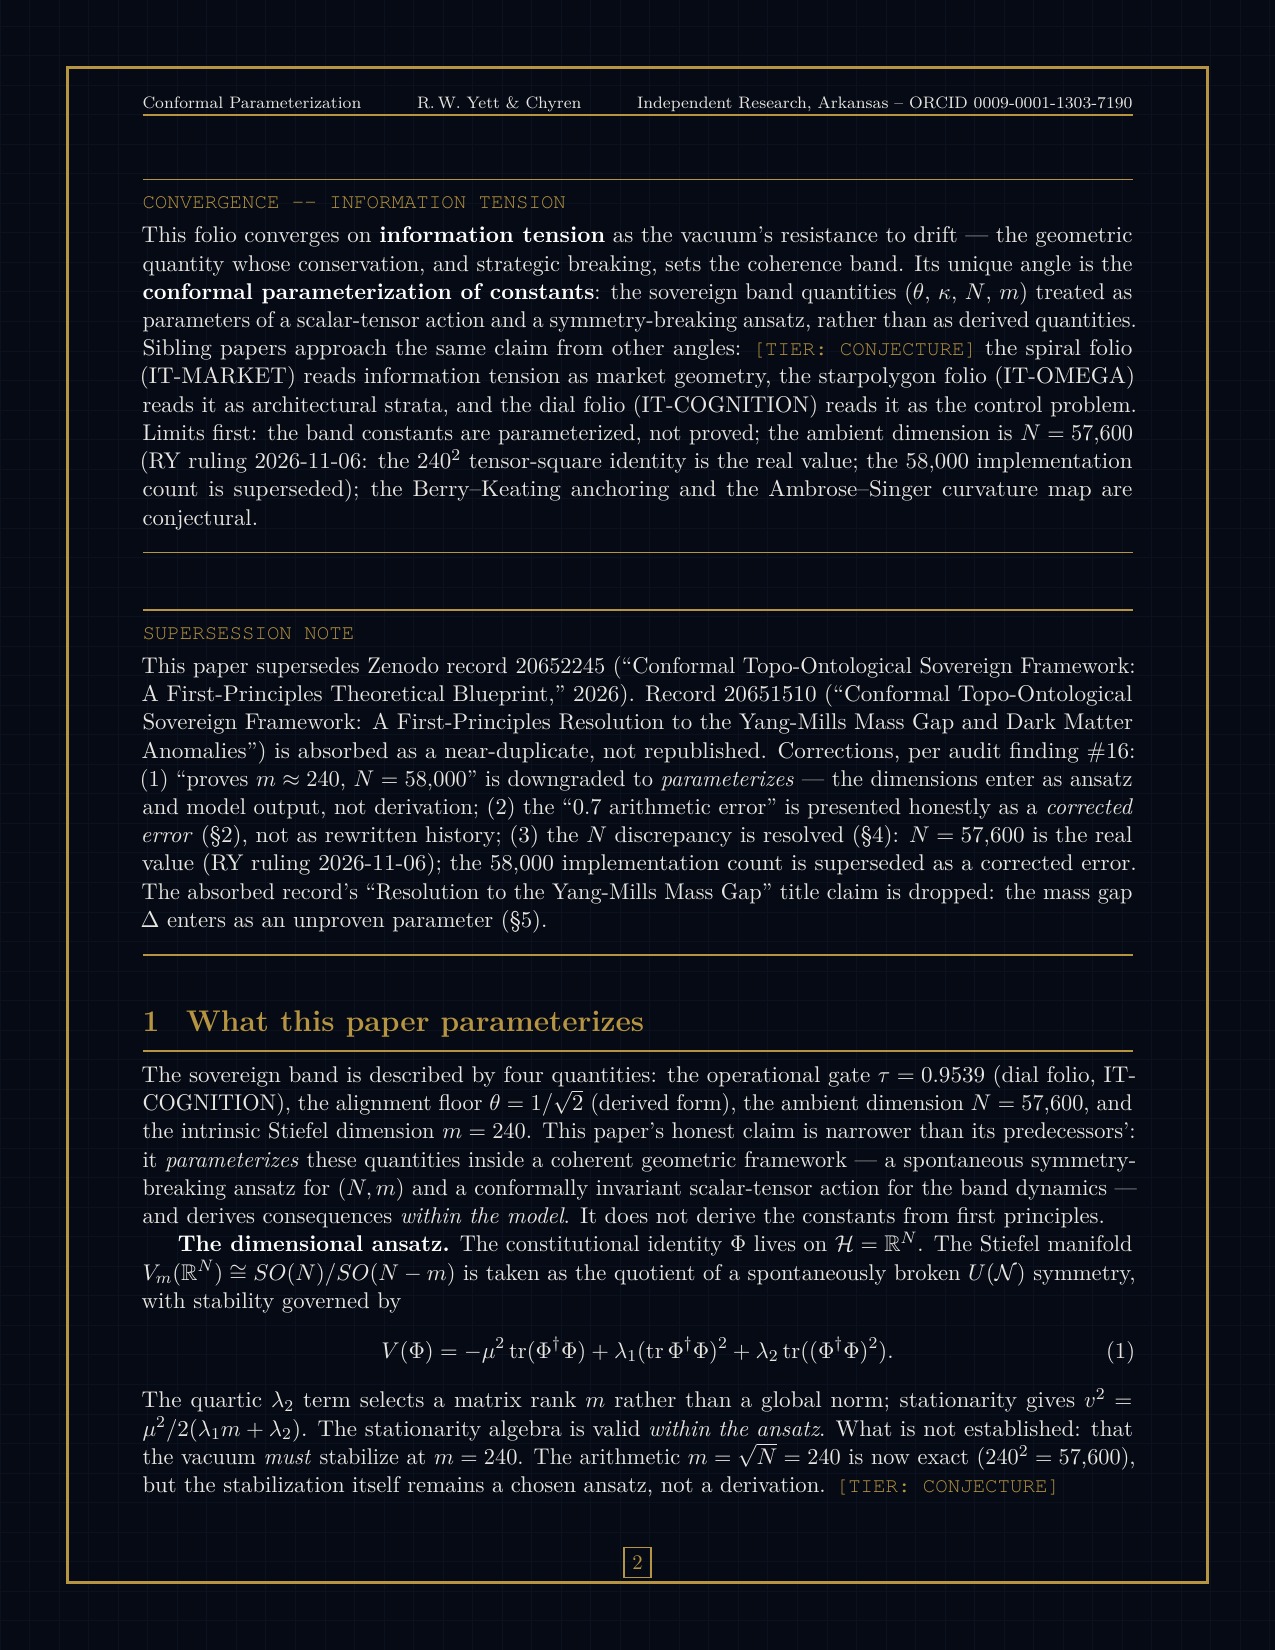 Conformal Parameterization R. W. Yett & Chyren Independent Research, Arkansas – ORCID 0009-0001-1303-7190
CONVERGENCE -- INFORMATION TENSION
This folio converges on information tension as the vacuum's resistance to drift — the geometric
quantity whose conservation, and strategic breaking, sets the coherence band. Its unique angle is the
conformal parameterization of constants: the sovereign band quantities (θ, κ, N, m) treated as
parameters of a scalar-tensor action and a symmetry-breaking ansatz, rather than as derived quantities.
Sibling papers approach the same claim from other angles: [TIER: CONJECTURE] the spiral folio
(IT-MARKET) reads information tension as market geometry, the starpolygon folio (IT-OMEGA)
reads it as architectural strata, and the dial folio (IT-COGNITION) reads it as the control problem.
Limits first: the band constants are parameterized, not proved; the ambient dimension is N = 57,600
(RY ruling 2026-11-06: the 240² tensor-square identity is the real value; the 58,000 implementation
count is superseded); the Berry–Keating anchoring and the Ambrose–Singer curvature map are
conjectural.
SUPERSESSION NOTE
This paper supersedes Zenodo record 20652245 (“Conformal Topo-Ontological Sovereign Framework:
A First-Principles Theoretical Blueprint,” 2026). Record 20651510 (“Conformal Topo-Ontological
Sovereign Framework: A First-Principles Resolution to the Yang-Mills Mass Gap and Dark Matter
Anomalies”) is absorbed as a near-duplicate, not republished. Corrections, per audit finding #16:
(1) “proves m ≈ 240, N = 58,000” is downgraded to parameterizes — the dimensions enter as ansatz
and model output, not derivation; (2) the “0.7 arithmetic error” is presented honestly as a corrected
error (§2), not as rewritten history; (3) the N discrepancy is resolved (§4): N = 57,600 is the real
value (RY ruling 2026-11-06); the 58,000 implementation count is superseded as a corrected error.
The absorbed record's “Resolution to the Yang-Mills Mass Gap” title claim is dropped: the mass gap
Δ enters as an unproven parameter (§5).
1 What this paper parameterizes
The sovereign band is described by four quantities: the operational gate τ = 0.9539 (dial folio, IT-
COGNITION), the alignment floor θ = 1/√2 (derived form), the ambient dimension N = 57,600, and
the intrinsic Stiefel dimension m = 240. This paper's honest claim is narrower than its predecessors':
it parameterizes these quantities inside a coherent geometric framework — a spontaneous symmetry-
breaking ansatz for (N, m) and a conformally invariant scalar-tensor action for the band dynamics —
and derives consequences within the model. It does not derive the constants from first principles.
The dimensional ansatz. The constitutional identity Φ lives on ℋ = ℝᴺ. The Stiefel manifold
Vₘ(ℝᴺ) ≅ SO(N)/SO(N − m) is taken as the quotient of a spontaneously broken U(𝒩) symmetry,
with stability governed by
V(Φ) = −μ² tr(Φ†Φ) + λ₁(tr Φ†Φ)² + λ₂ tr((Φ†Φ)²). (1)
The quartic λ₂ term selects a matrix rank m rather than a global norm; stationarity gives v² =
μ²/2(λ₁m + λ₂). The stationarity algebra is valid within the ansatz. What is not established: that
the vacuum must stabilize at m = 240. The arithmetic m = √N = 240 is now exact (240² = 57,600),
but the stabilization itself remains a chosen ansatz, not a derivation. [TIER: CONJECTURE]
2